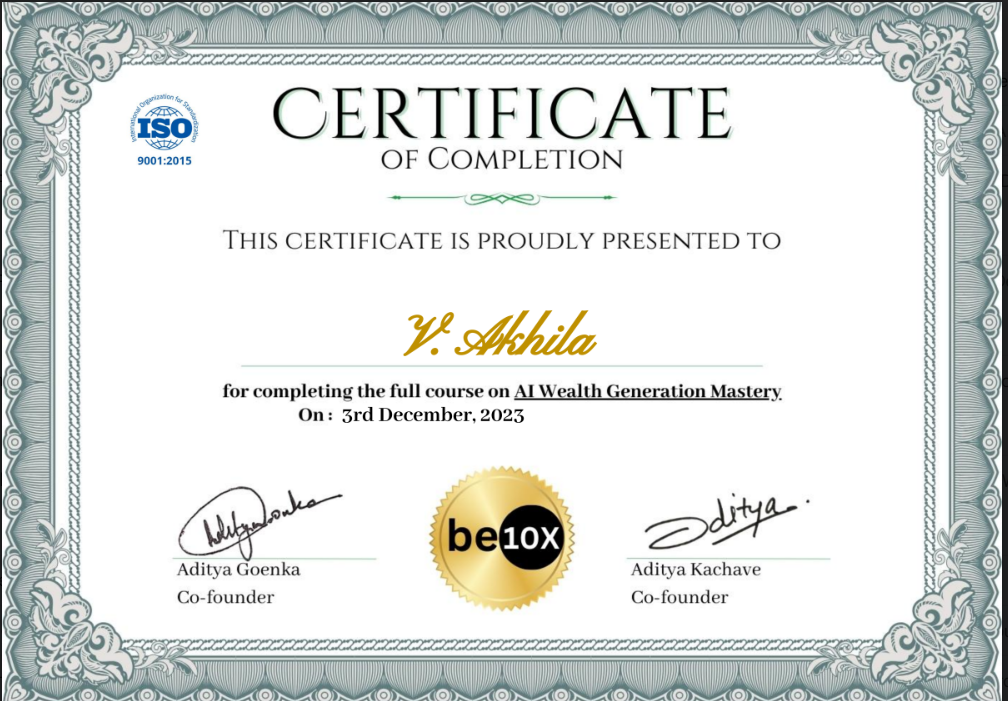 International Organization for Standardization
ISO
9001:2015
CERTIFICATE
OF COMPLETION
THIS CERTIFICATE IS PROUDLY PRESENTED TO
V. Akhila
for completing the full course on AI Wealth Generation Mastery
On : 3rd December, 2023
be10X
Aditya
Aditya Goenka
Co-founder
Aditya Kachave
Co-founder